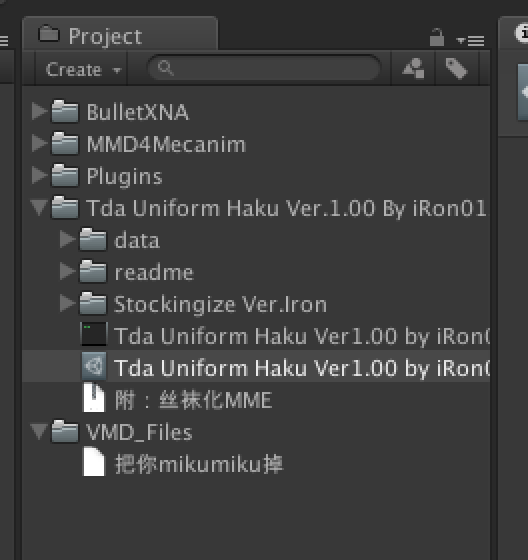 Project
Create
BulletXNA
MMD4Mecanim
Plugins
Tda Uniform Haku Ver.1.00 By iRon01
data
readme
Stockingize Ver.Iron
Tda Uniform Haku Ver1.00 by iRon
Tda Uniform Haku Ver1.00 by iRon
附：丝袜化MME
VMD_Files
把你mikumiku掉